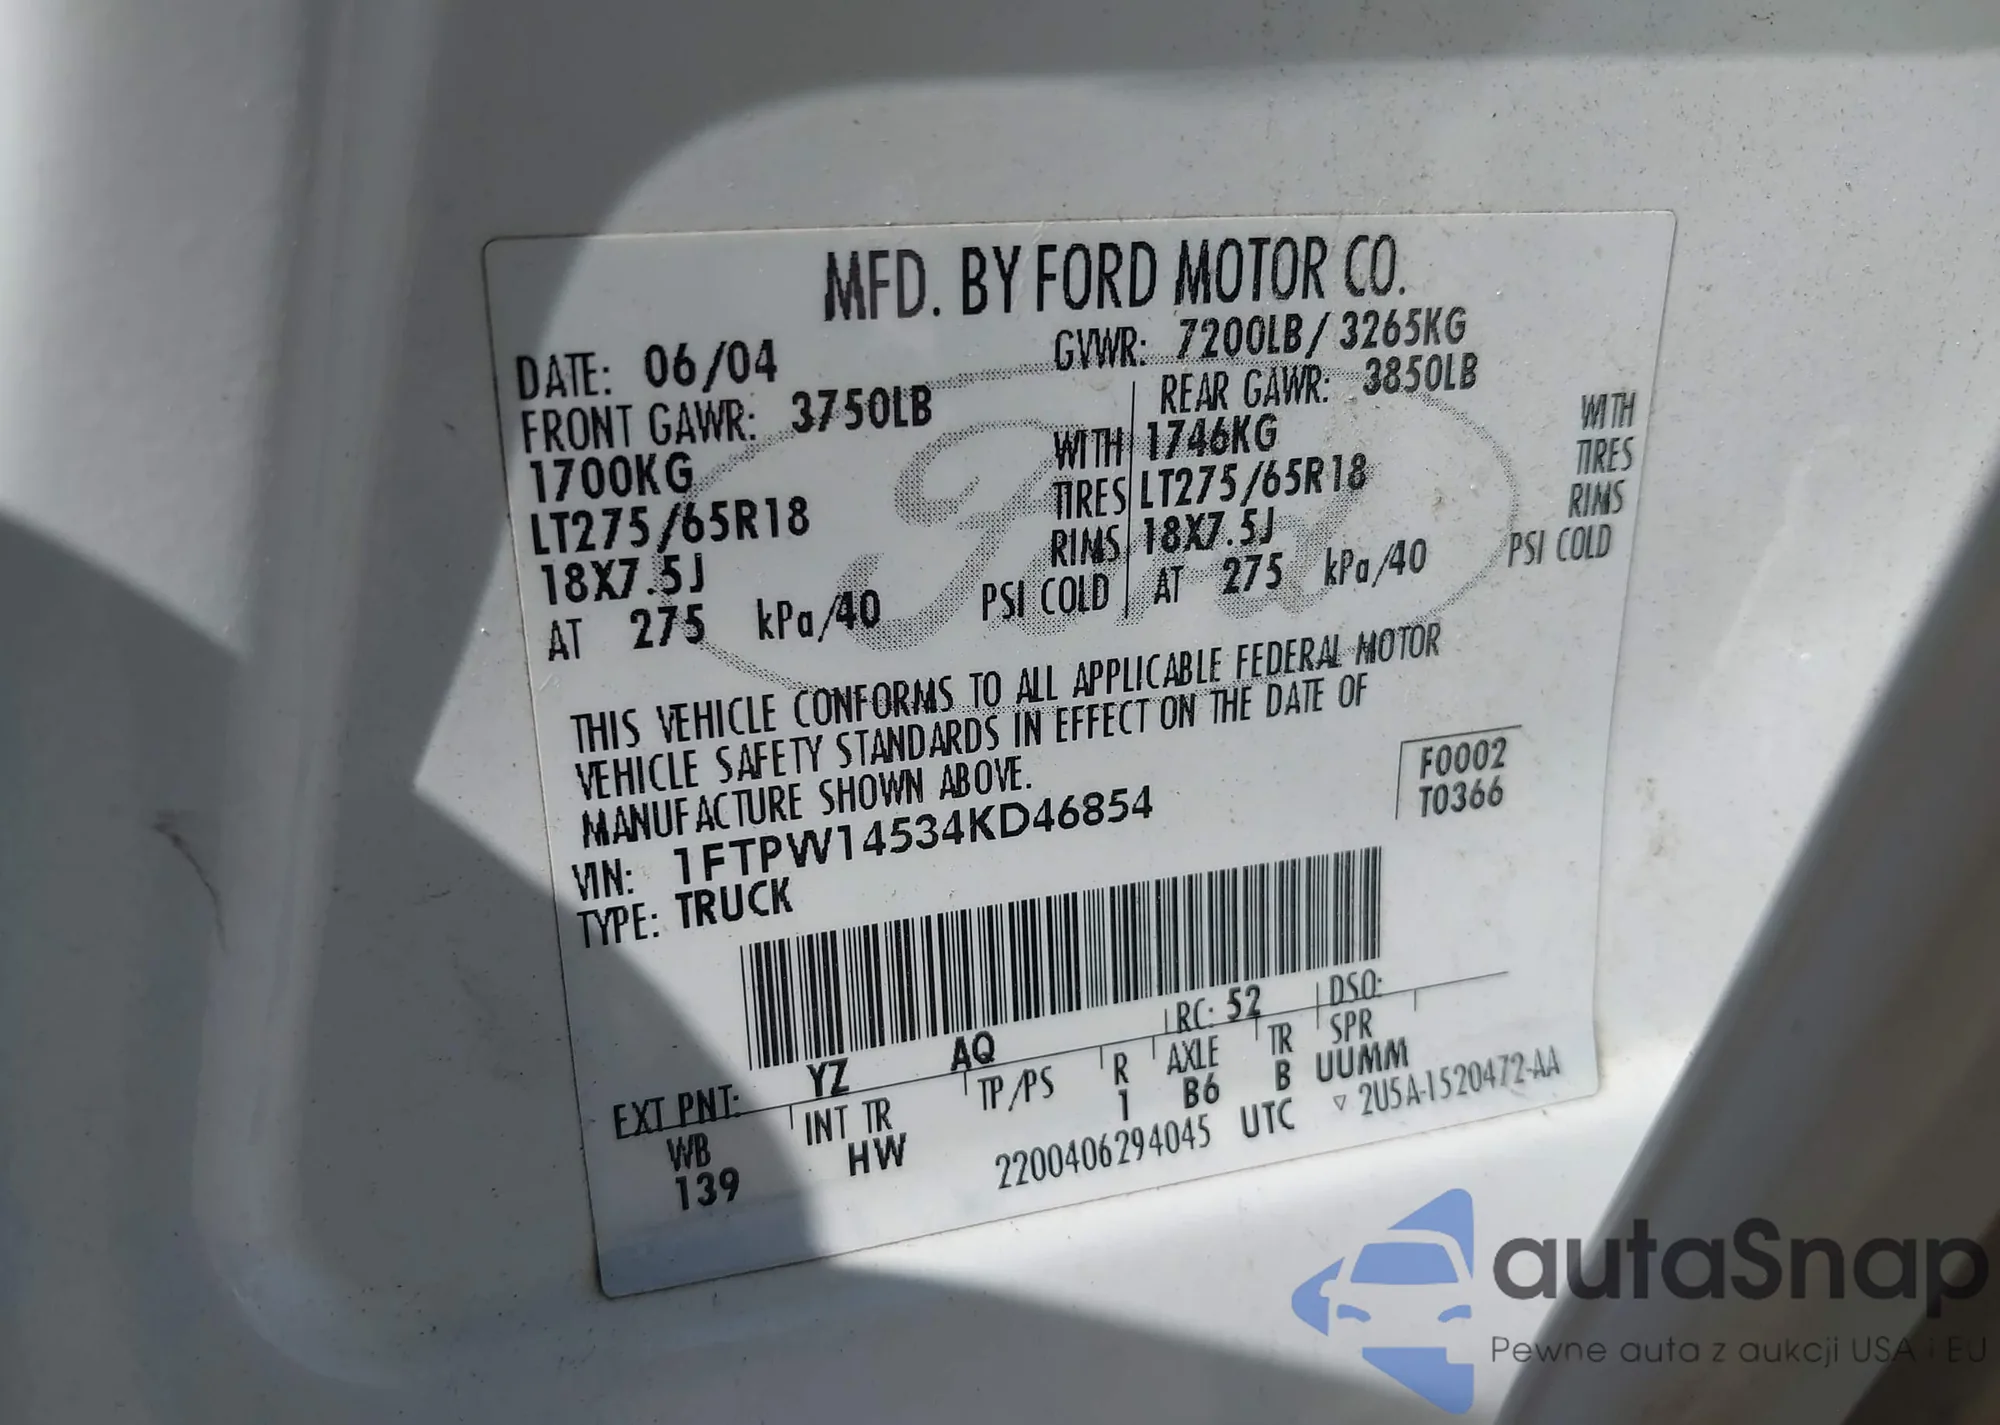 MFD. BY FORD MOTOR CO.
DATE: 06/04 GVWR: 7200LB/ 3265KG
FRONT GAWR: 3750LB REAR GAWR: 3850LB
1700KG WITH 1746KG WITH
LT275/65R18 TIRES LT275/65R18 TIRES
18X7.5J RIMS 18X7.5J RIMS
AT 275 kPa/40 PSI COLD AT 275 kPa/40 PSI COLD
Ford
THIS VEHICLE CONFORMS TO ALL APPLICABLE FEDERAL MOTOR
VEHICLE SAFETY STANDARDS IN EFFECT ON THE DATE OF
MANUFACTURE SHOWN ABOVE.
VIN: 1FTPW14534KD46854
F0002
T0366
TYPE: TRUCK
EXT PNT: YZ AQ RC: 52 DSO:
WB INT TR TP/PS R AXLE TR SPR
139 HW 1 B6 B UUMM
2200406294045 UTC ▽ 2U5A-1520472-AA
autaSnap
Pewne auta z aukcji USA i EU